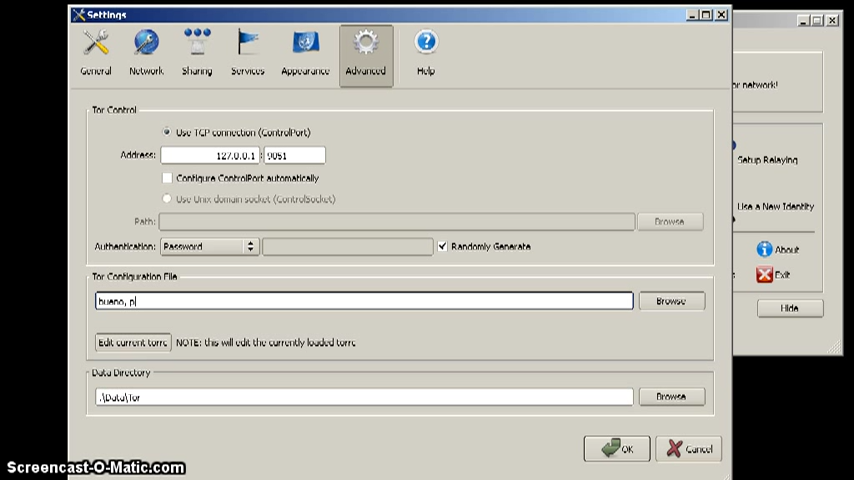 Settings
General Network Sharing Services Appearance Advanced Help
or network!
Tor Control
Use TCP connection (ControlPort)
Address: 127.0.0.1 : 9051
Setup Relaying
Configure ControlPort automatically
Use Unix domain socket (ControlSocket)
Use a New Identity
Path: Browse
Authentication: Password Randomly Generate
About
Tor Configuration File
Exit
bueno, p Browse
Hide
Edit current torrc NOTE: this will edit the currently loaded torrc
Data Directory
.\Data\Tor Browse
OK Cancel
Screencast-O-Matic.com